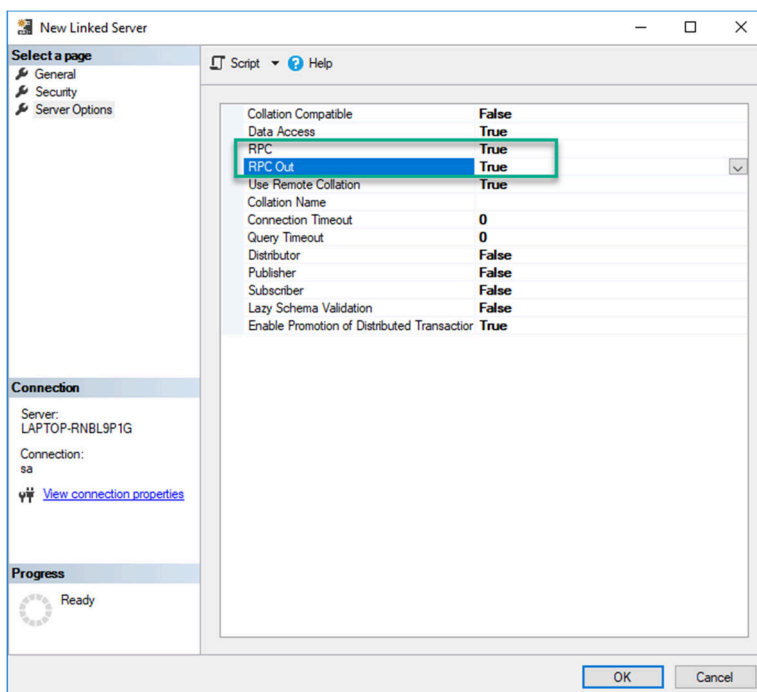 New Linked Server
Select a page
General
Security
Server Options
Script
Help
Collation Compatible False
Data Access True
RPC True
RPC Out True
Use Remote Collation True
Collation Name
Connection Timeout 0
Query Timeout 0
Distributor False
Publisher False
Subscriber False
Lazy Schema Validation False
Enable Promotion of Distributed Transaction True
Connection
Server:
LAPTOP-RNBL9P1G
Connection:
sa
View connection properties
Progress
Ready
OK
Cancel